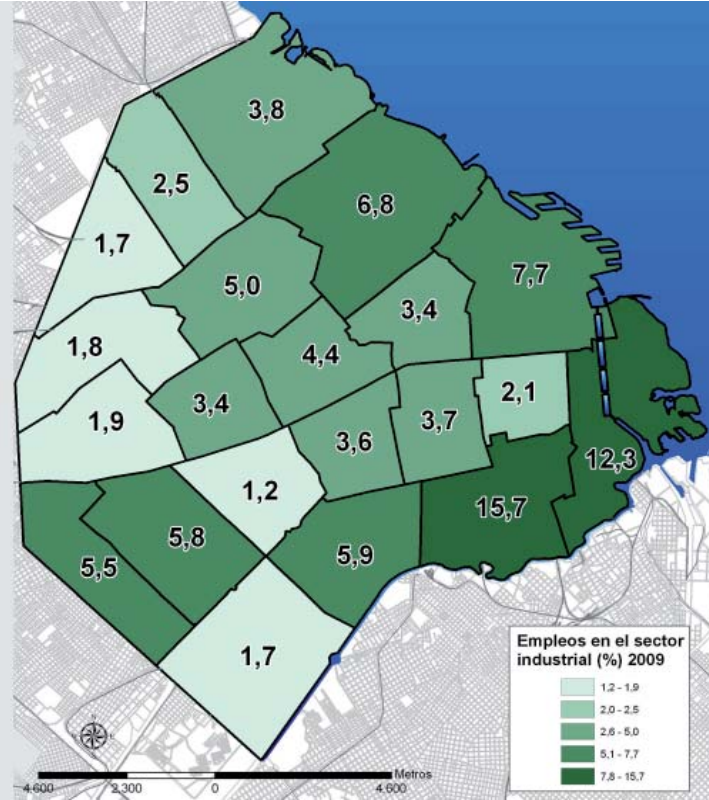 3,8
2,5
6,8
1,7
5,0
7,7
3,4
1,8
4,4
3,4
2,1
1,9
3,6
3,7
12,3
1,2
15,7
5,8
5,9
5,5
1,7
Empleos en el sector
industrial (%) 2009
1,2 - 1,9
2,0 - 2,5
2,6 - 5,0
5,1 - 7,7
7,8 - 15,7
Metros
4.600 2.300 0 4.600